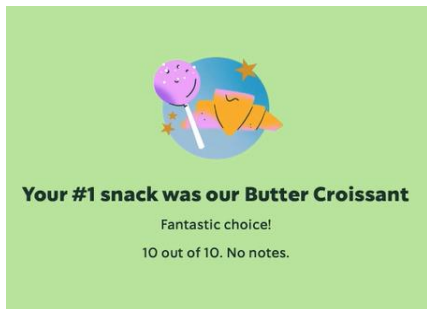 Your #1 snack was our Butter Croissant
Fantastic choice!
10 out of 10. No notes.